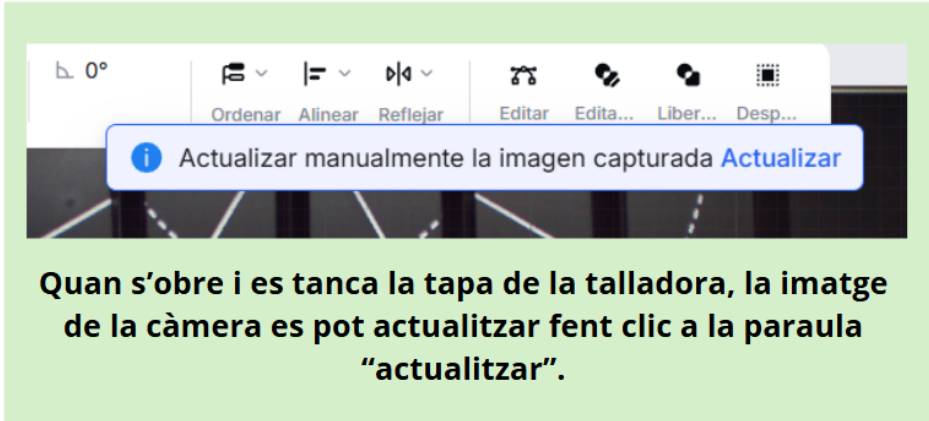 0°
Ordenar Alinear Reflejar Editar Edita... Liber... Desp...
Actualizar manualmente la imagen capturada Actualizar
Quan s’obre i es tanca la tapa de la talladora, la imatge
de la càmera es pot actualitzar fent clic a la paraula
“actualitzar”.